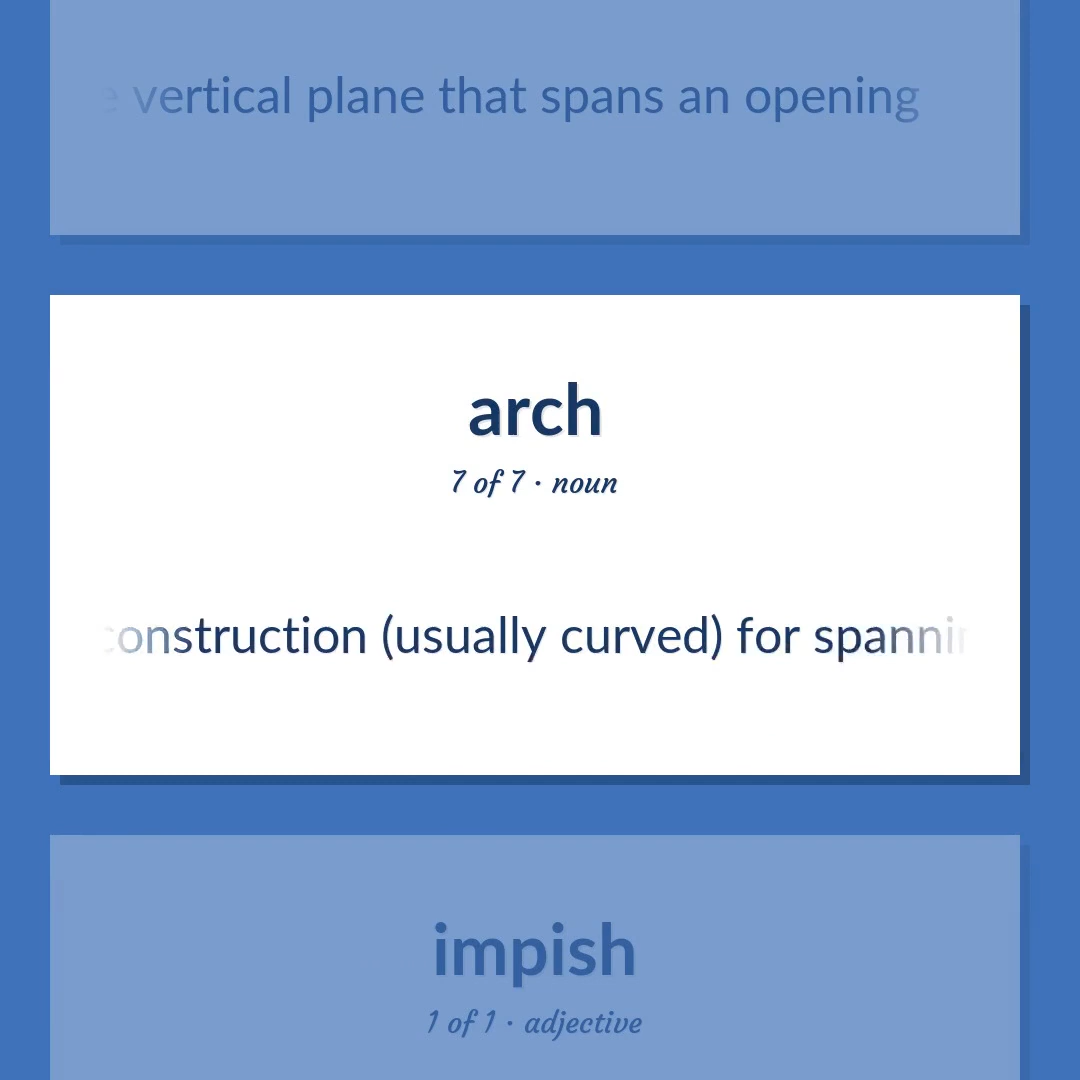 vertical plane that spans an opening
arch
7 of 7 · noun
construction (usually curved) for spannin
impish
1 of 1 · adjective